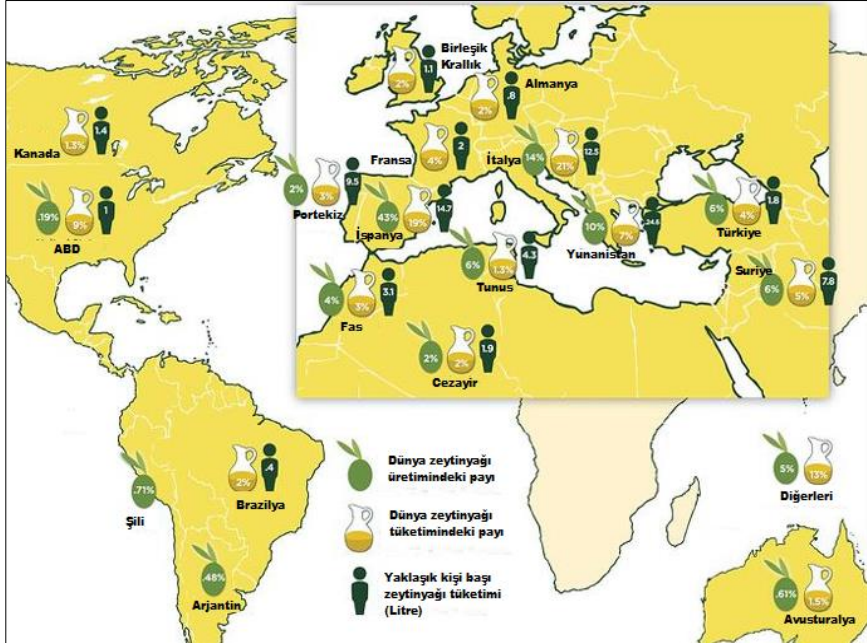 Birleşik
Krallık
2%
1.1
Almanya
2%
.8
Kanada
1.3%
1.4
Fransa
4%
2
İtalya
14%
21%
12.5
ABD
.19%
9%
1
Portekiz
2%
3%
9.5
İspanya
43%
19%
14.7
Yunanistan
10%
7%
24.6
Türkiye
6%
4%
1.8
Tunus
6%
1.3%
4.3
Suriye
6%
5%
7.8
Fas
4%
3%
3.1
Cezayir
2%
2%
1.9
Şili
.71%
Brazilya
2%
.4
Arjantin
.48%
Dünya zeytinyağı
üretimindeki payı
Dünya zeytinyağı
tüketimindeki payı
Yaklaşık kişi başı
zeytinyağı tüketimi
(Litre)
5%
13%
Diğerleri
.61%
1.5%
Avusturalya